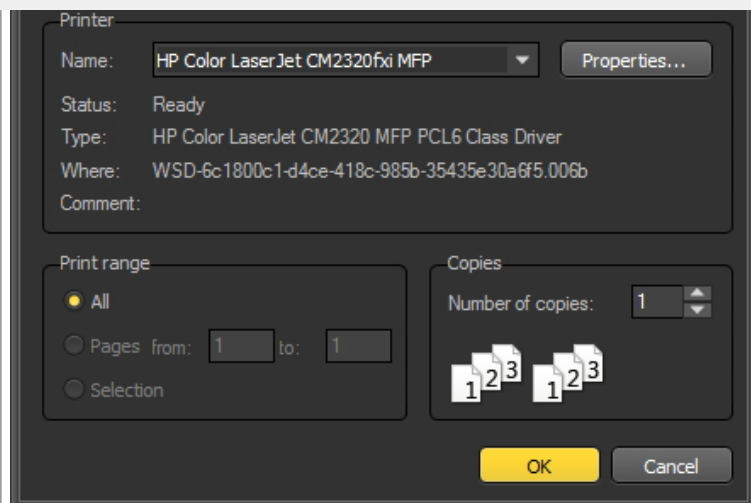 Printer
Name: HP Color LaserJet CM2320fxi MFP Properties...
Status: Ready
Type: HP Color LaserJet CM2320 MFP PCL6 Class Driver
Where: WSD-6c1800c1-d4ce-418c-985b-35435e30a6f5.006b
Comment:
Print range
All
Pages from: 1 to: 1
Selection
Copies
Number of copies: 1
1 2 3 1 2 3
OK Cancel